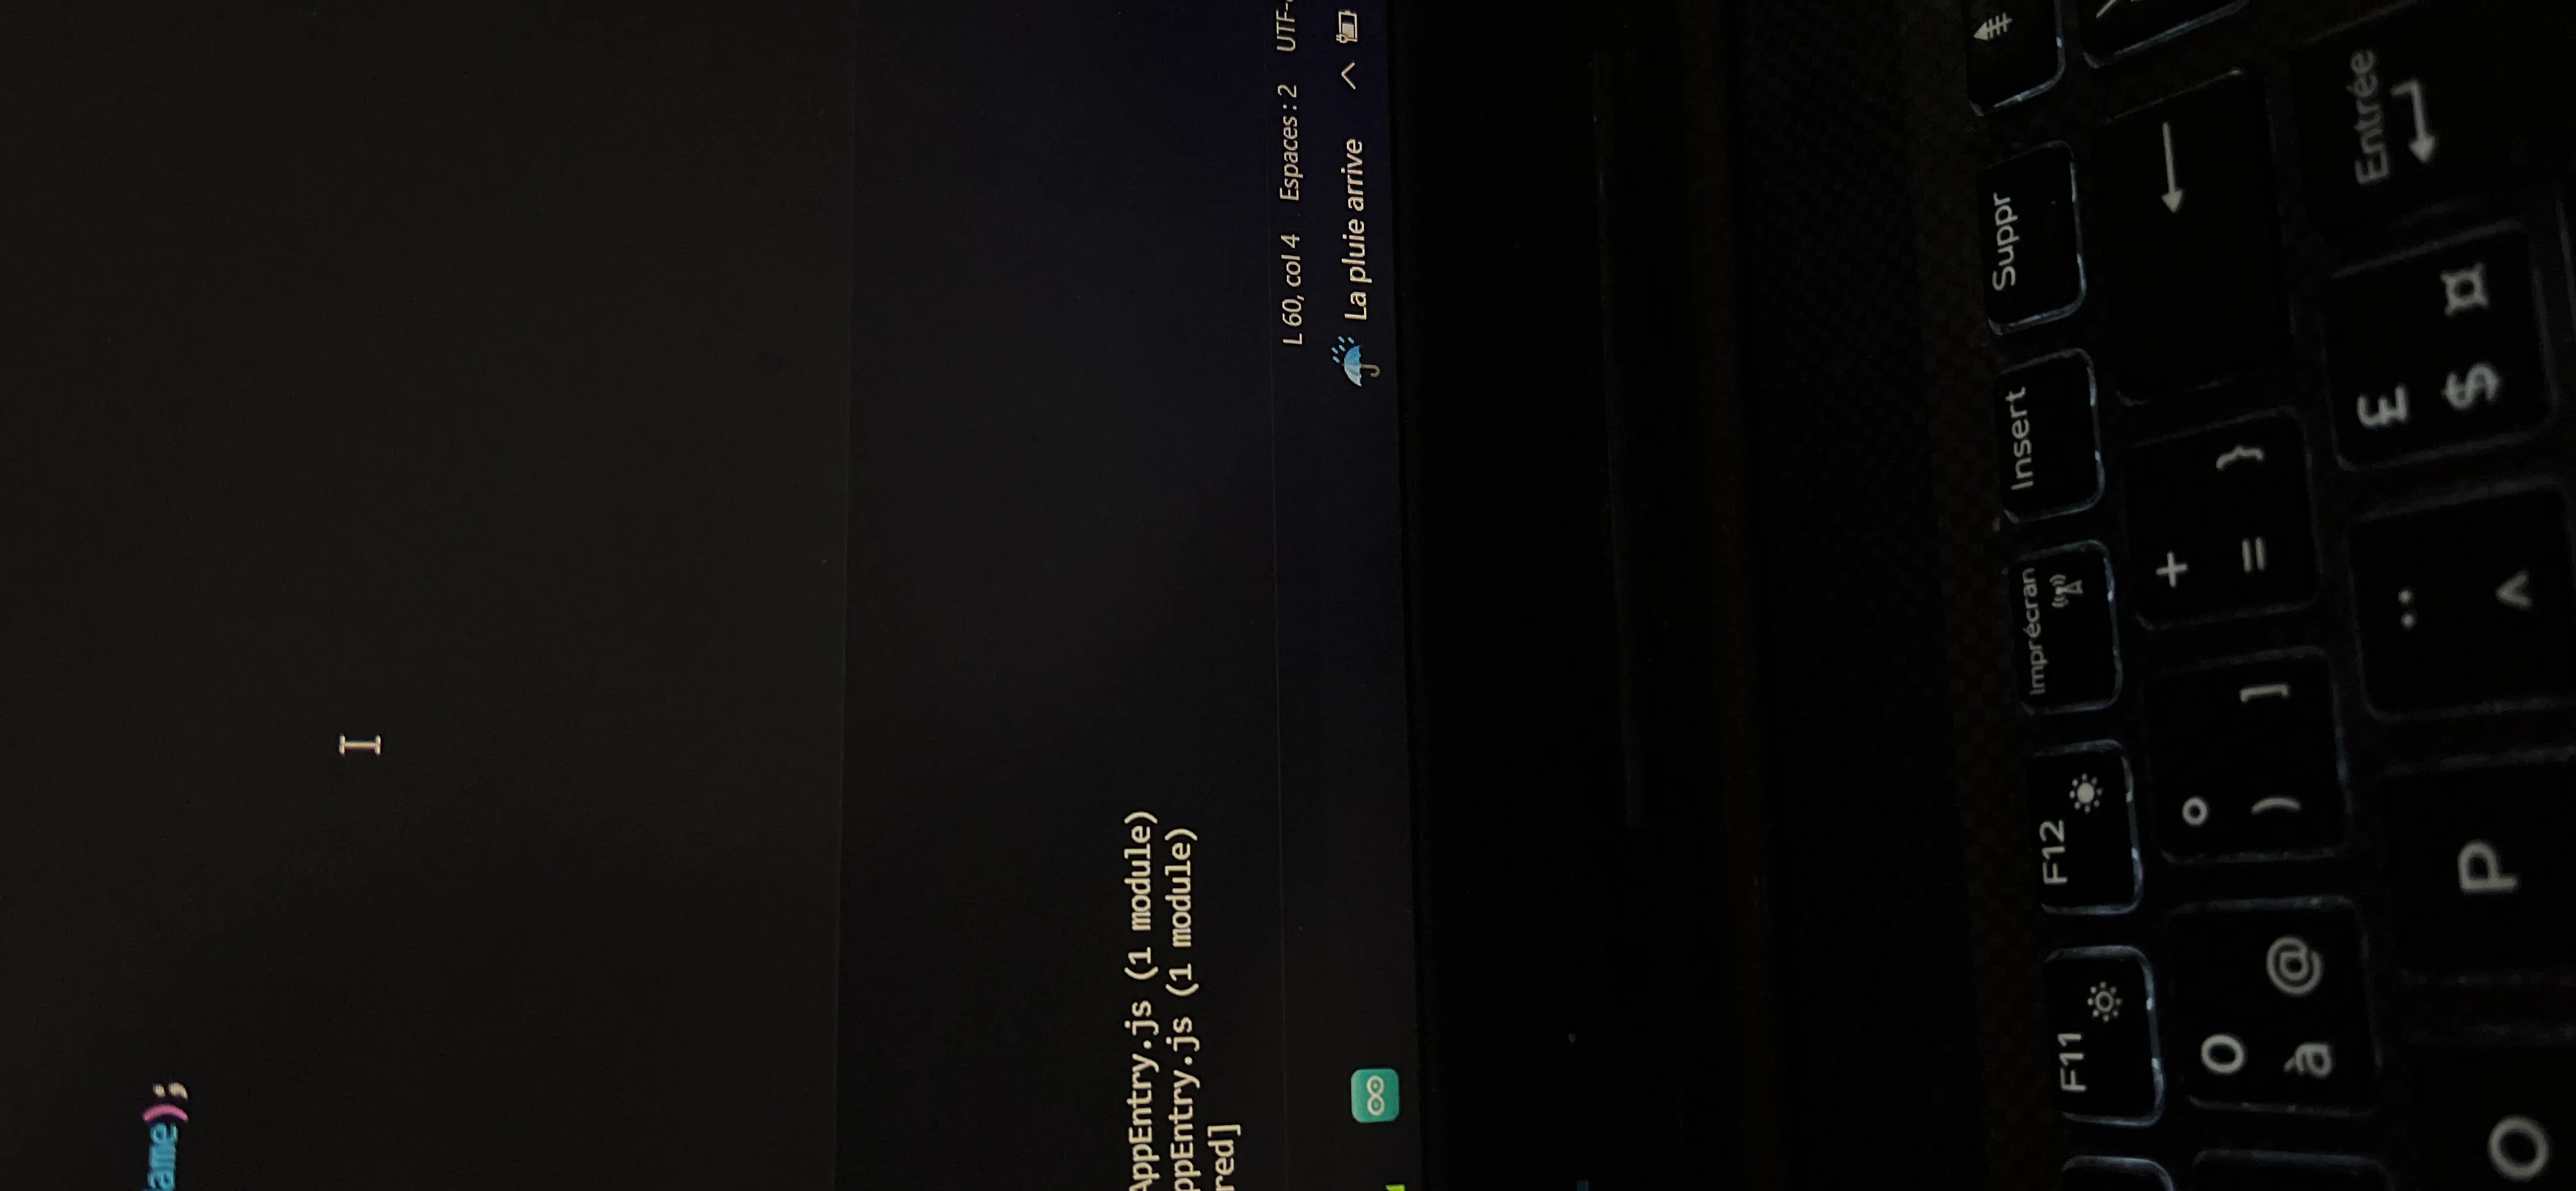 ame);
AppEntry.js (1 module)
ppEntry.js (1 module)
red]
L 60, col 4 Espaces : 2 UTF-
La pluie arrive
F11 F12 Imprécran Insert Suppr
0 à @ ° ) ] + = }
O P ¨ ^ £ $ ¤ Entrée